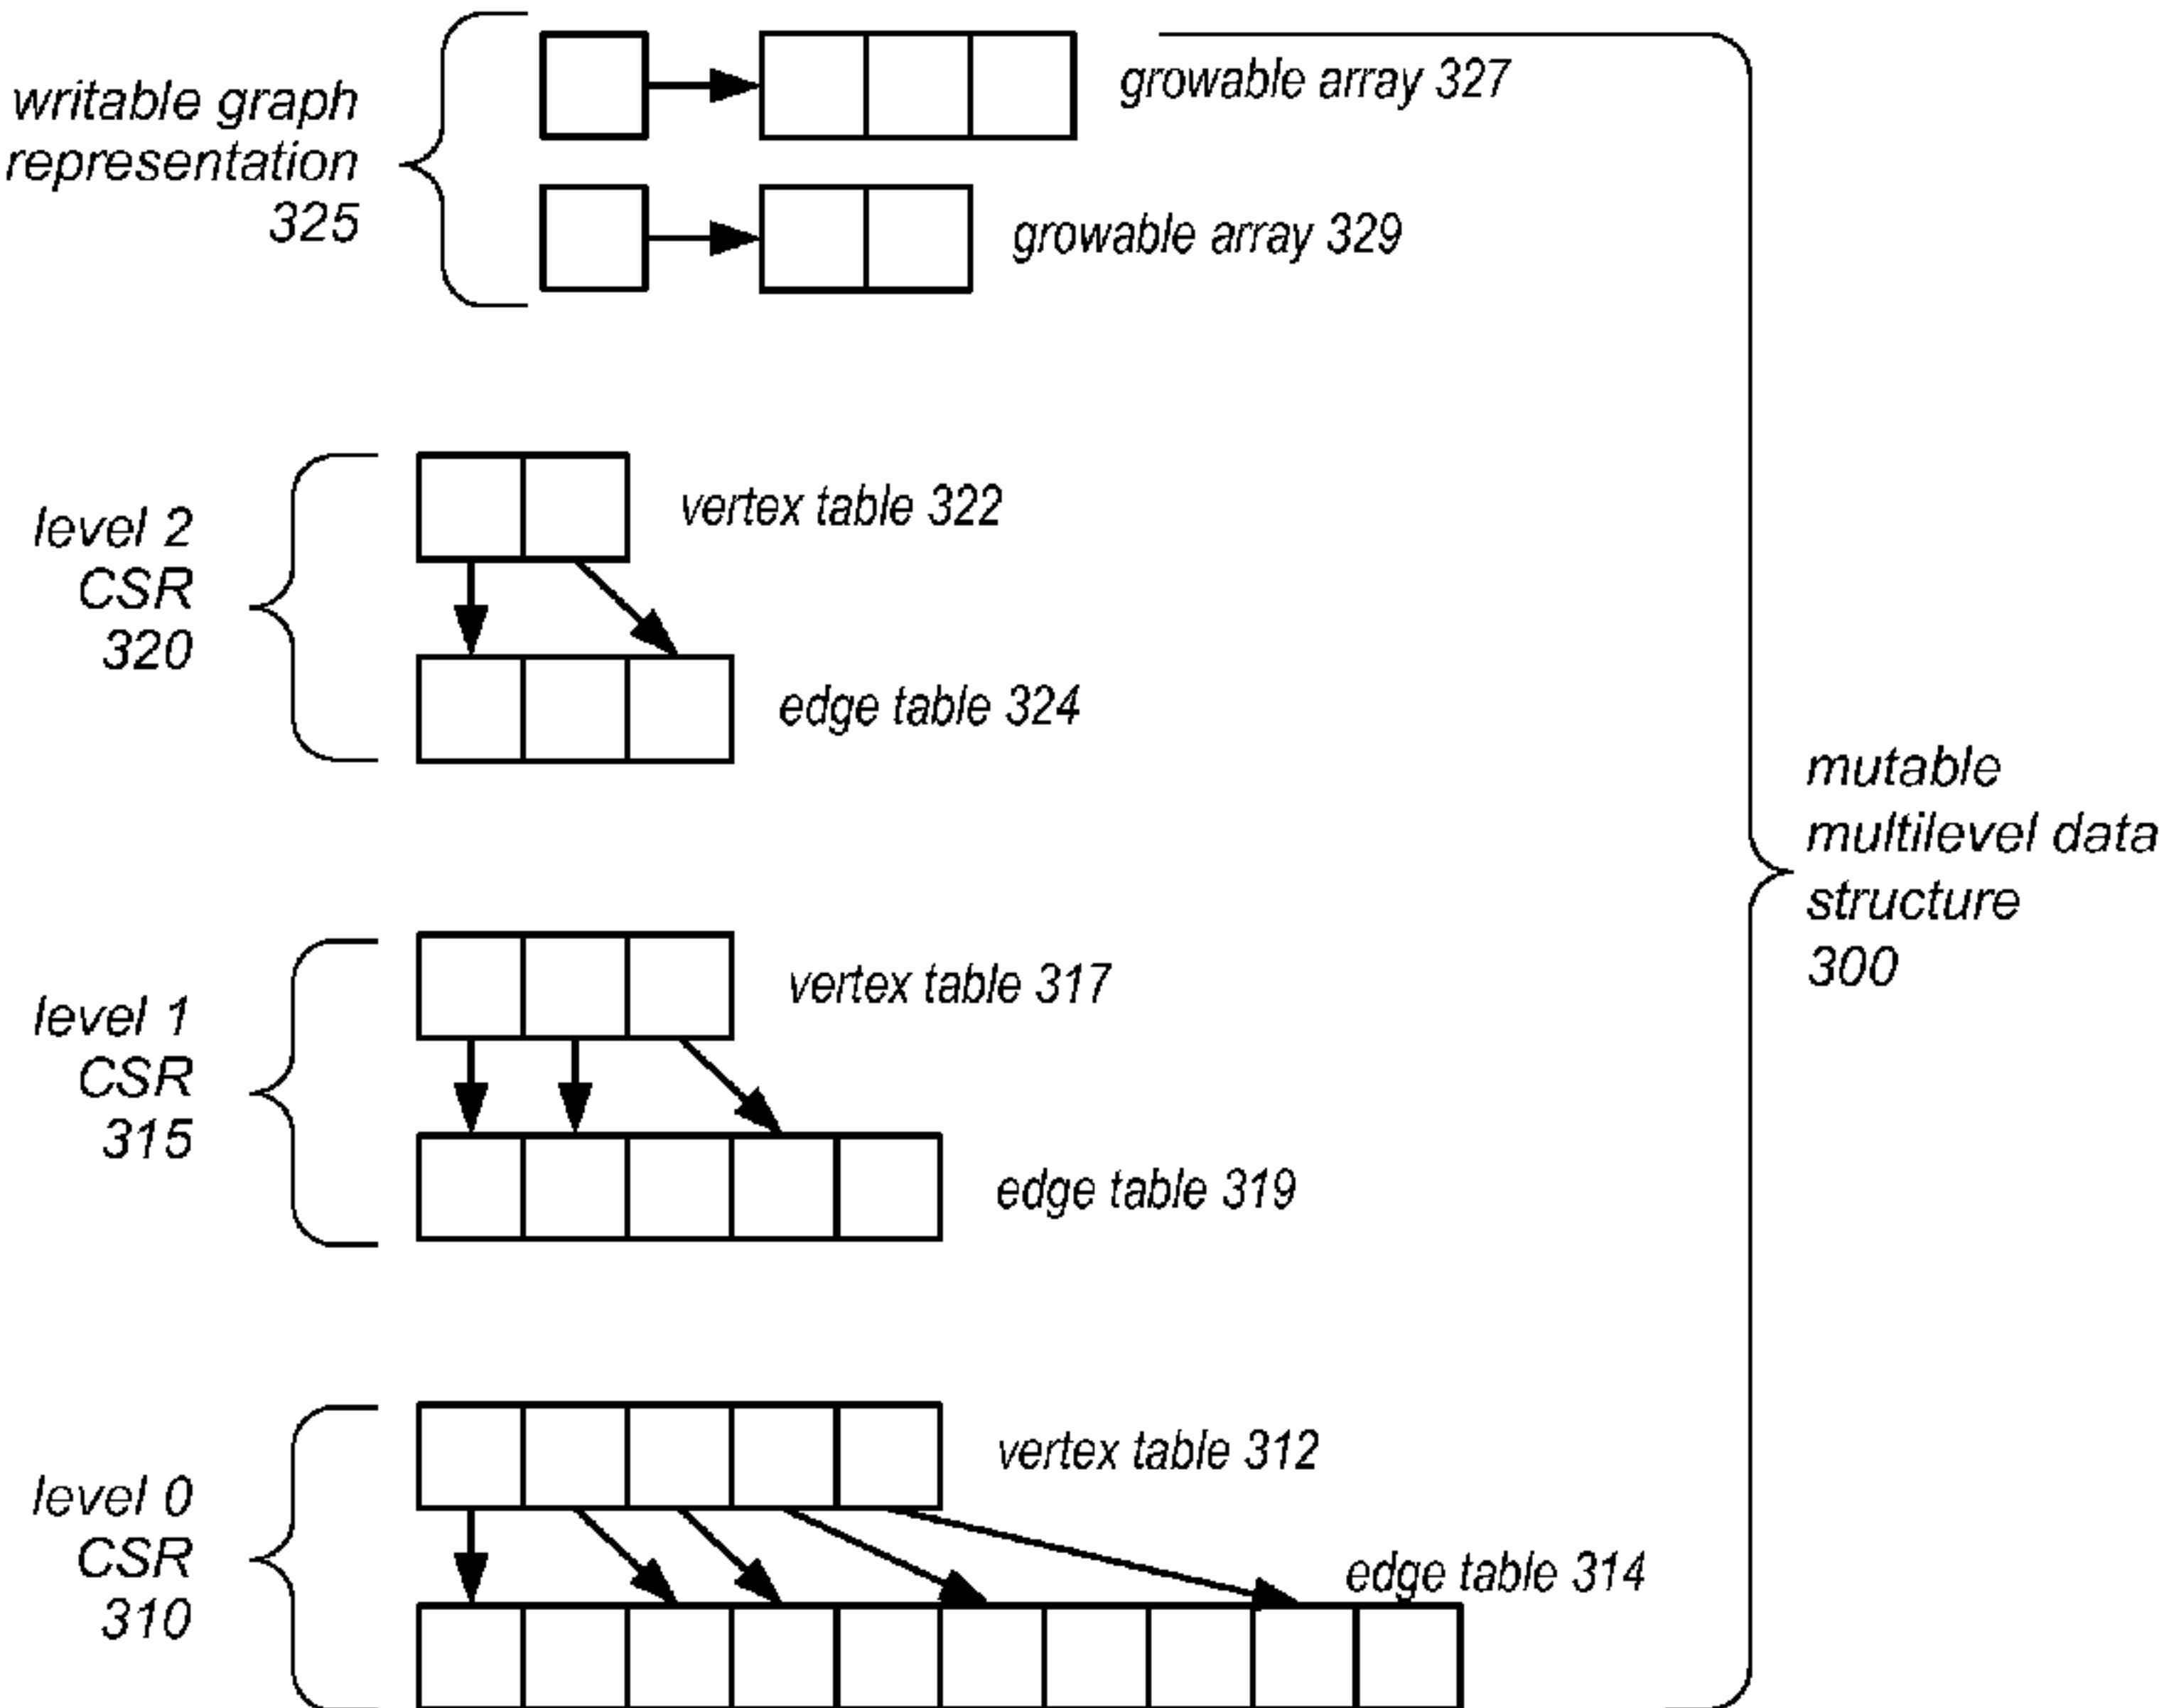 writable graph
representation
325
growable array 327
growable array 329
level 2
CSR
320
vertex table 322
edge table 324
mutable
multilevel data
structure
300
level 1
CSR
315
vertex table 317
edge table 319
level 0
CSR
310
vertex table 312
edge table 314